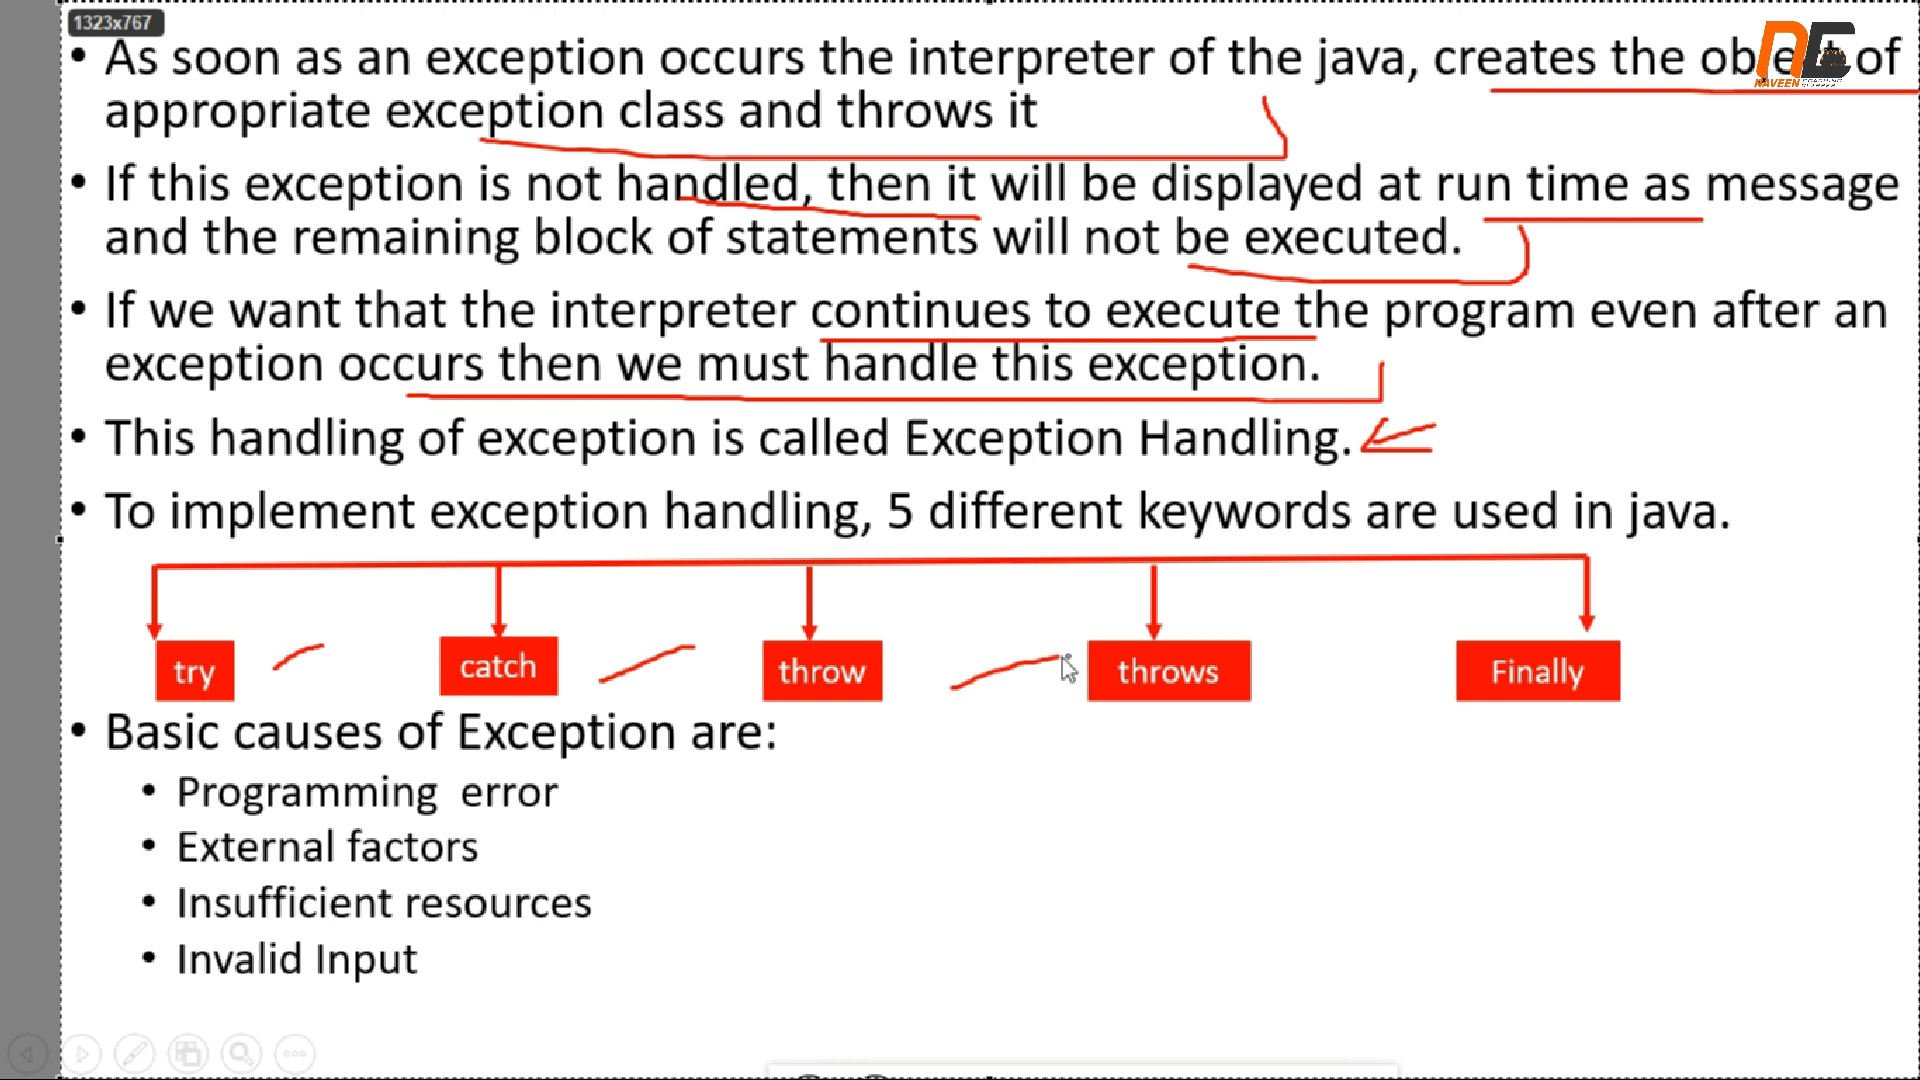 1323x767
• As soon as an exception occurs the interpreter of the java, creates the object of
appropriate exception class and throws it
• If this exception is not handled, then it will be displayed at run time as message
and the remaining block of statements will not be executed.
• If we want that the interpreter continues to execute the program even after an
exception occurs then we must handle this exception.
• This handling of exception is called Exception Handling.
• To implement exception handling, 5 different keywords are used in java.
try catch throw throws Finally
• Basic causes of Exception are:
• Programming error
• External factors
• Insufficient resources
• Invalid Input
NAVEEN